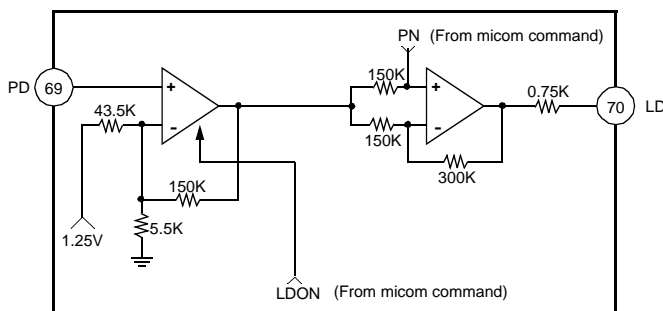 PN (From micom command)
PD
69
150K
0.75K
70
LD
+
+
43.5K
-
-
150K
150K
300K
5.5K
1.25V
LDON (From micom command)